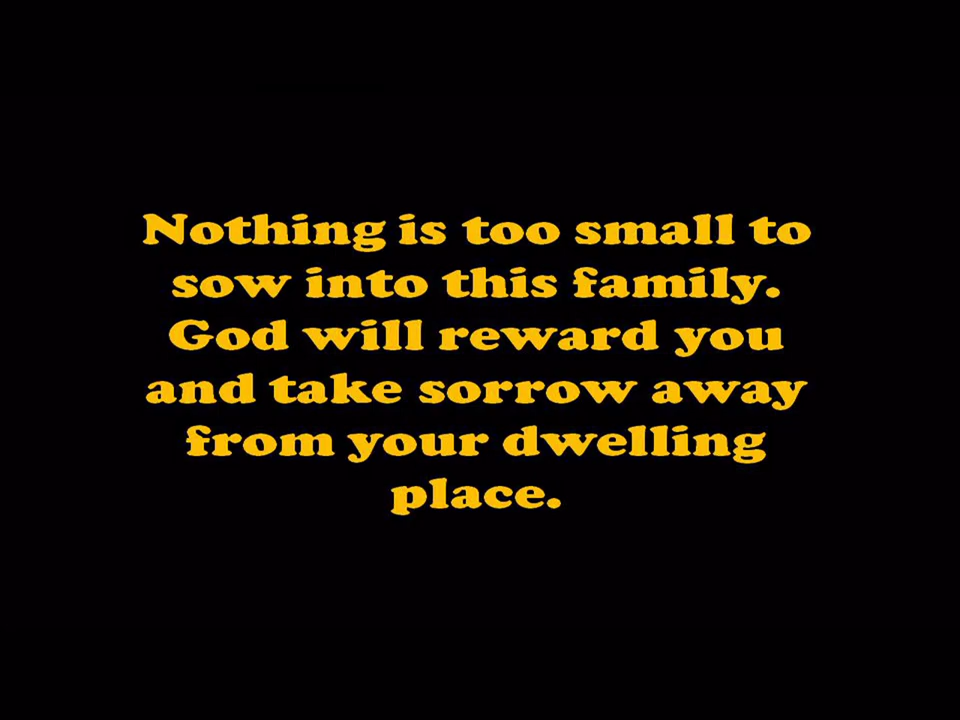 Nothing is too small to
sow into this family.
God will reward you
and take sorrow away
from your dwelling
place.